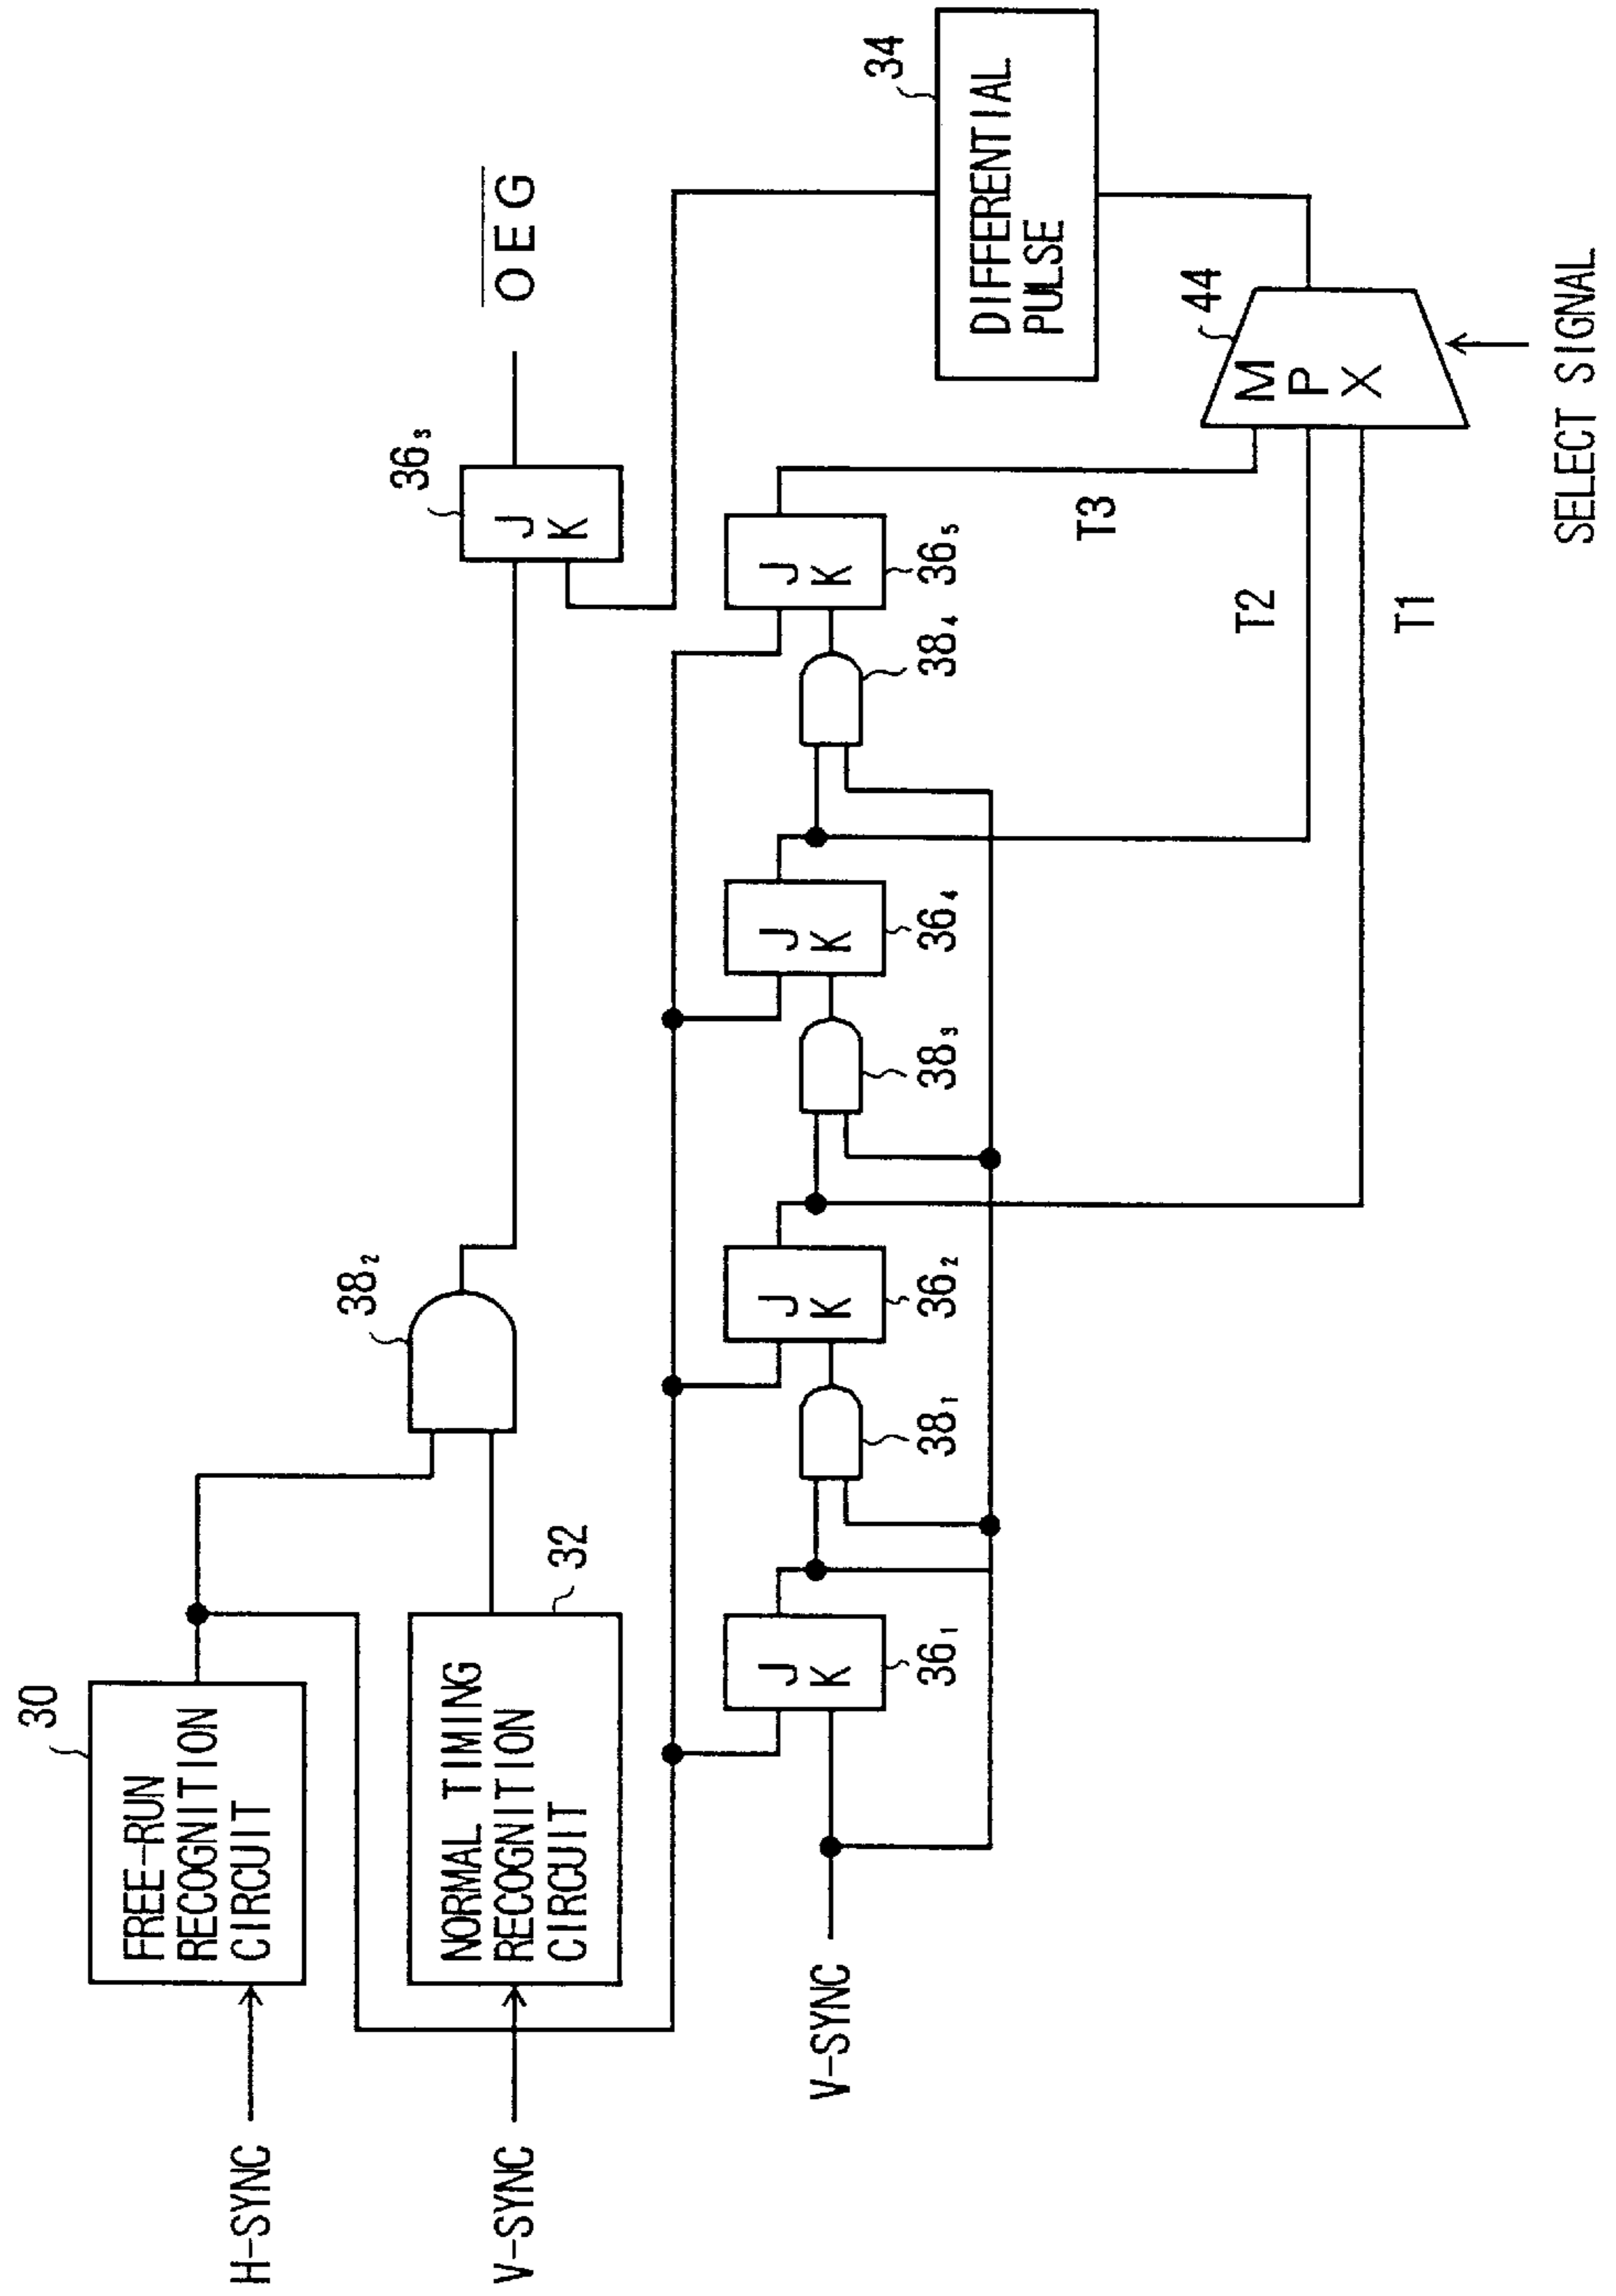 30
FREE-RUN
RECOGNITION
CIRCUIT
H-SYNC
32
NORMAL TIMING
RECOGNITION
CIRCUIT
V-SYNC
38₂
36₃
J
K
OEG
V-SYNC
J
K
36₁
38₁
J
K
36₂
38₃
J
K
36₄
38₄
J
K
36₅
T3
T2
T1
34
DIFFERENTIAL
PULSE
44
M
P
X
SELECT SIGNAL